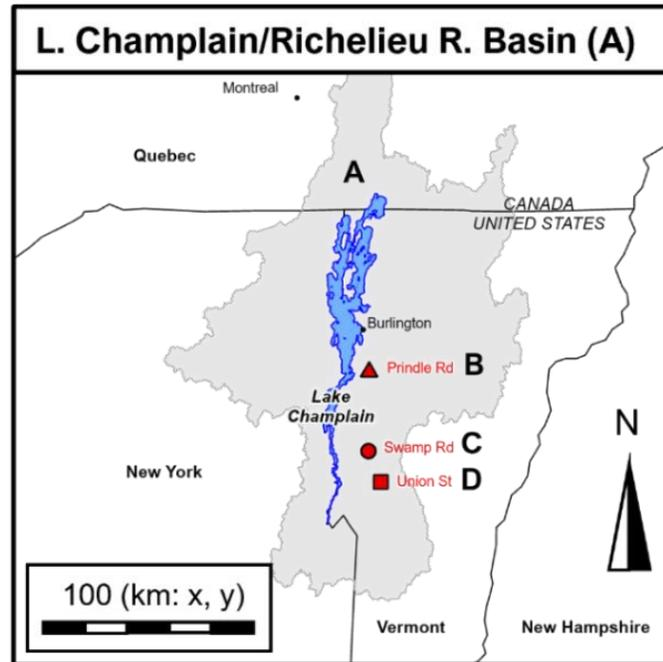 L. Champlain/Richelieu R. Basin (A)
Montreal
Quebec
A
CANADA
UNITED STATES
Burlington
Prindle Rd B
Lake
Champlain
N
Swamp Rd C
New York
Union St D
100 (km: x, y)
Vermont
New Hampshire